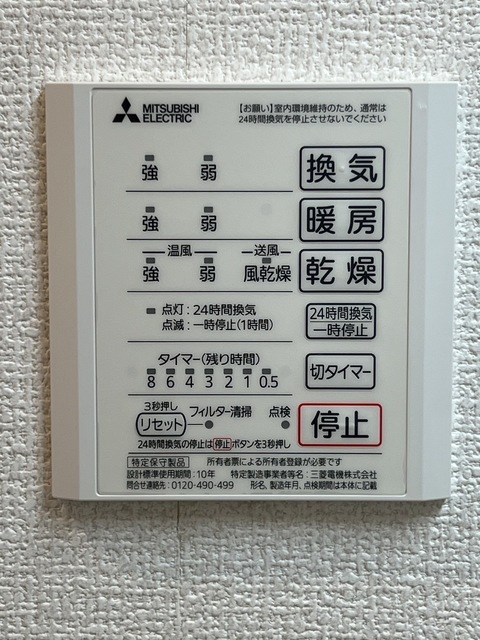 MITSUBISHI
ELECTRIC
【お願い】室内環境維持のため、通常は
24時間換気を停止させないでください
強 弱 換気
強 弱 暖房
温風 送風
強 弱 風乾燥 乾燥
点灯:24時間換気
点滅:一時停止(1時間)
24時間換気
一時停止
タイマー(残り時間)
8 6 4 3 2 1 0.5
切タイマー
3秒押し
リセット フィルター清掃 点検
停止
24時間換気の停止は停止ボタンを3秒押し
特定保守製品 所有者票による所有者登録が必要です
設計標準使用期間:10年 特定製造事業者等名:三菱電機株式会社
問合せ連絡先:0120-490-499 形名、製造年月、点検期間は本体に記載